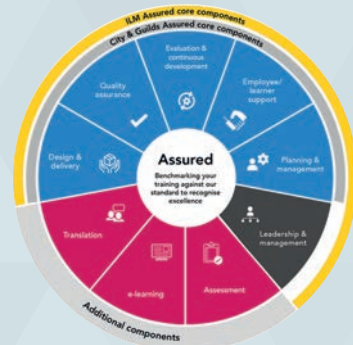 ILM Assured core components
City & Guilds Assured core components
Evaluation &
continuous
development
Employee/
learner
support
Planning &
management
Leadership &
management
Assessment
e-learning
Translation
Design &
delivery
Quality
assurance
Assured
Benchmarking your
training against our
standard to recognise
excellence
Additional components